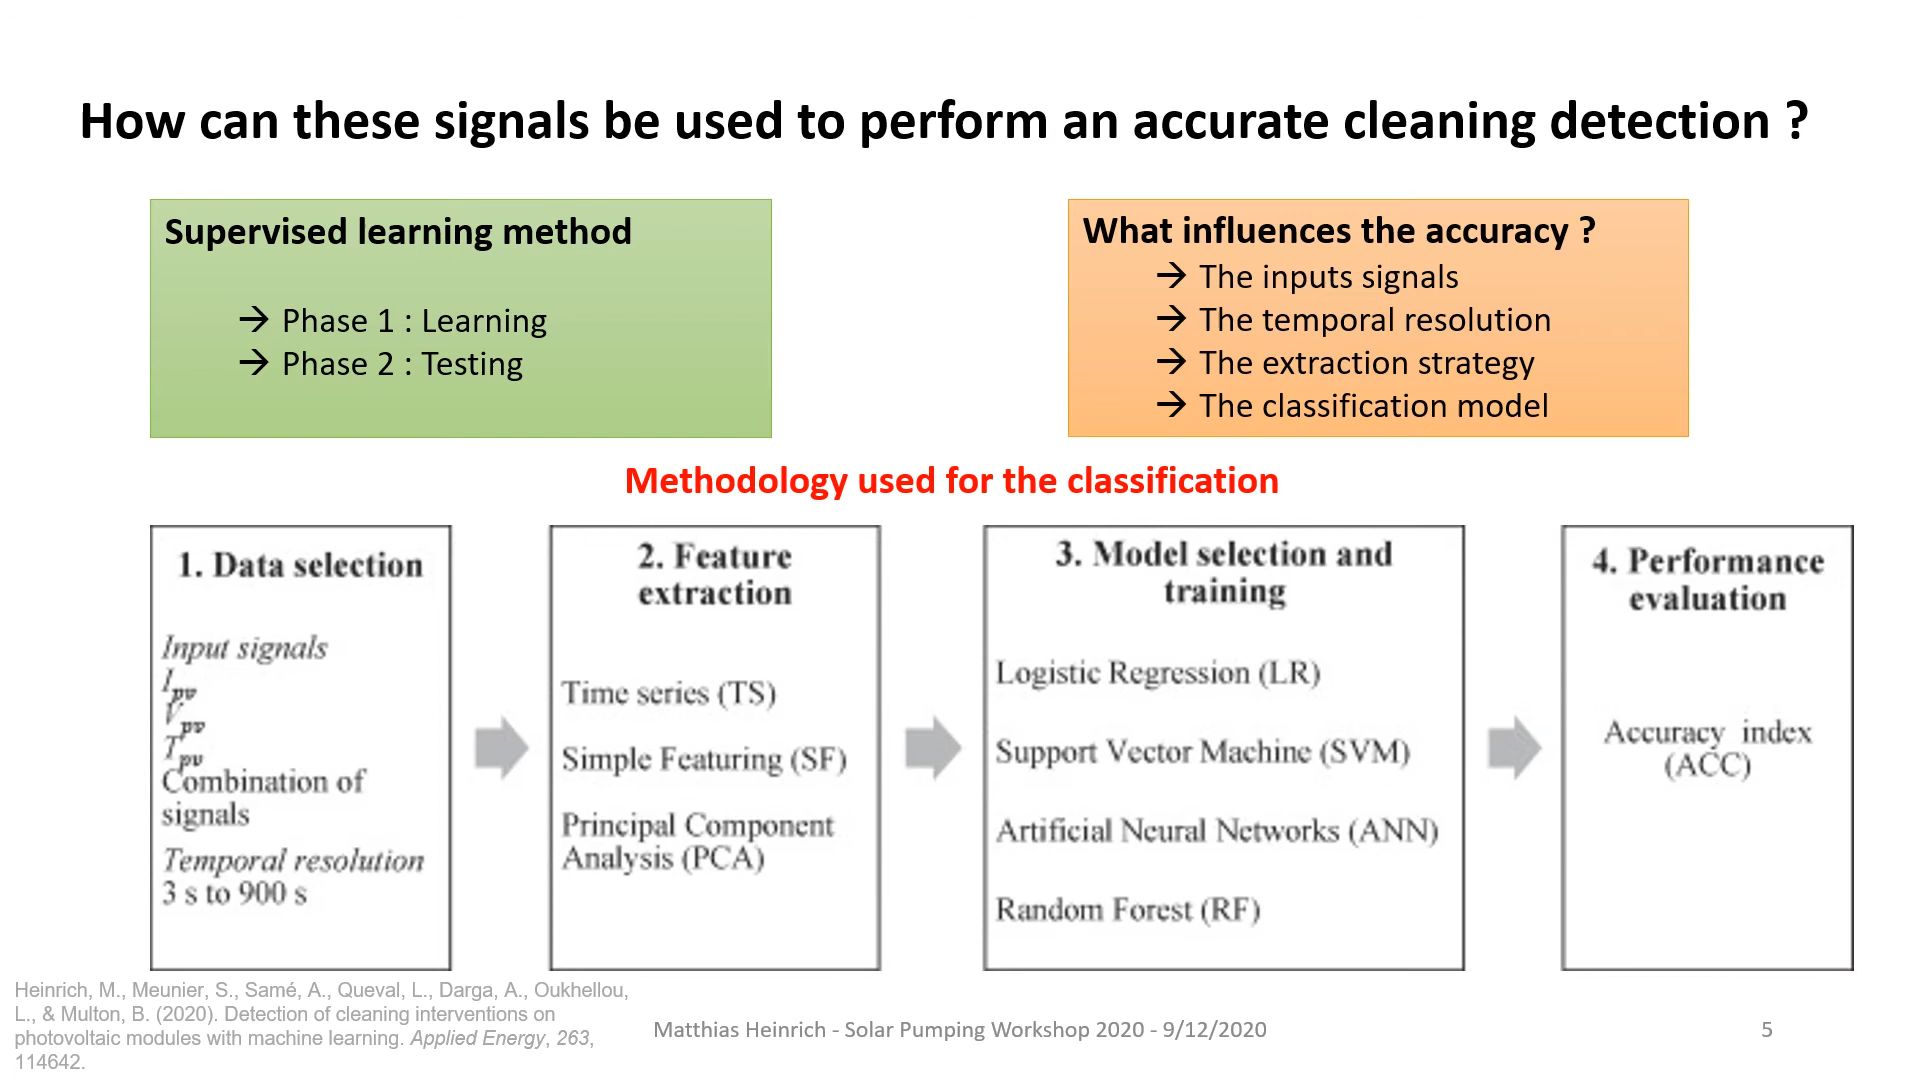 How can these signals be used to perform an accurate cleaning detection ?
Supervised learning method
→ Phase 1 : Learning
→ Phase 2 : Testing
What influences the accuracy ?
→ The inputs signals
→ The temporal resolution
→ The extraction strategy
→ The classification model
Methodology used for the classification
1. Data selection
Input signals
Ipv
Vpv
Tpv
Combination of
signals
Temporal resolution
3 s to 900 s
2. Feature
extraction
Time series (TS)
Simple Featuring (SF)
Principal Component
Analysis (PCA)
3. Model selection and
training
Logistic Regression (LR)
Support Vector Machine (SVM)
Artificial Neural Networks (ANN)
Random Forest (RF)
4. Performance
evaluation
Accuracy index
(ACC)
Heinrich, M., Meunier, S., Samé, A., Queval, L., Darga, A., Oukhellou,
L., & Multon, B. (2020). Detection of cleaning interventions on
photovoltaic modules with machine learning. Applied Energy, 263,
114642.
Matthias Heinrich - Solar Pumping Workshop 2020 - 9/12/2020
5